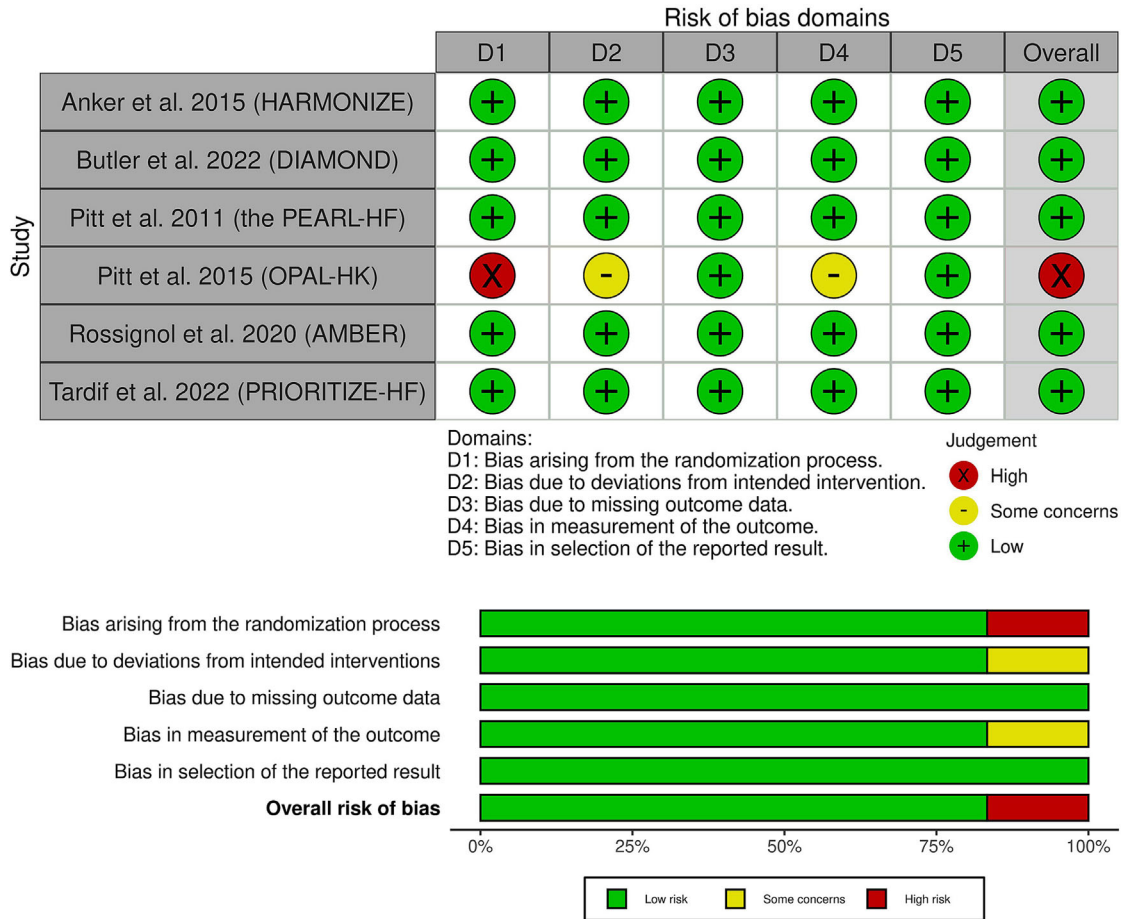 Risk of bias domains
D1 D2 D3 D4 D5 Overall
Study
Anker et al. 2015 (HARMONIZE) + + + + + +
Butler et al. 2022 (DIAMOND) + + + + + +
Pitt et al. 2011 (the PEARL-HF) + + + + + +
Pitt et al. 2015 (OPAL-HK) X - + - + X
Rossignol et al. 2020 (AMBER) + + + + + +
Tardif et al. 2022 (PRIORITIZE-HF) + + + + + +
Domains:
D1: Bias arising from the randomization process.
D2: Bias due to deviations from intended intervention.
D3: Bias due to missing outcome data.
D4: Bias in measurement of the outcome.
D5: Bias in selection of the reported result.
Judgement
X High
- Some concerns
+ Low
Bias arising from the randomization process
Bias due to deviations from intended interventions
Bias due to missing outcome data
Bias in measurement of the outcome
Bias in selection of the reported result
Overall risk of bias
0% 25% 50% 75% 100%
Low risk Some concerns High risk